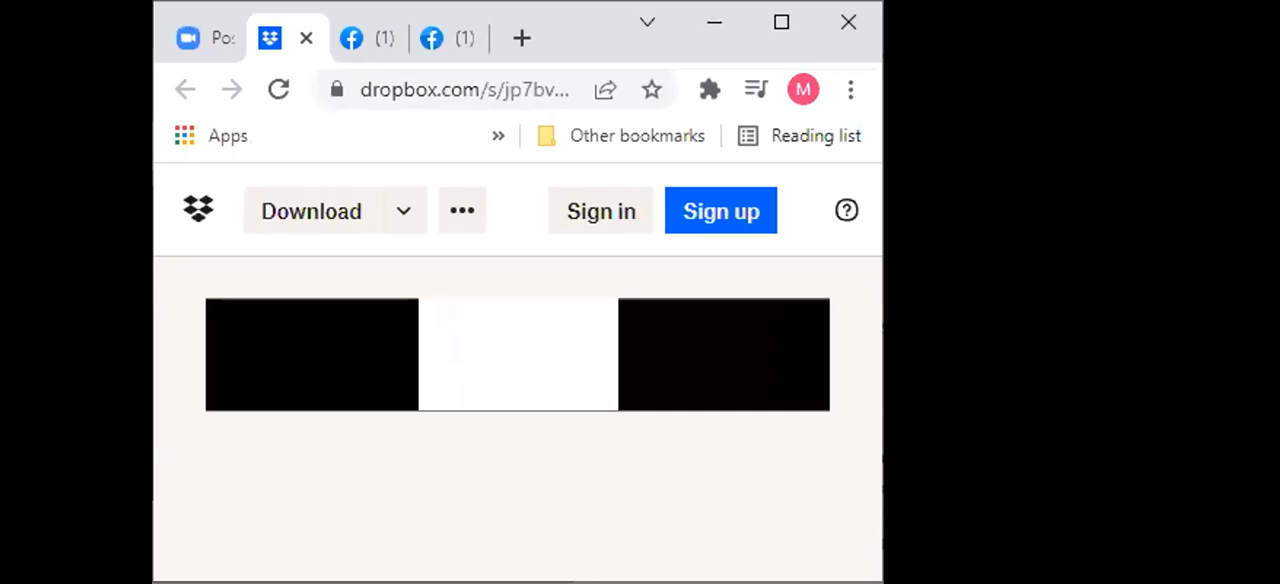 Po: (1) (1)
dropbox.com/s/jp7bv... M
Apps » Other bookmarks Reading list
Download Sign in Sign up